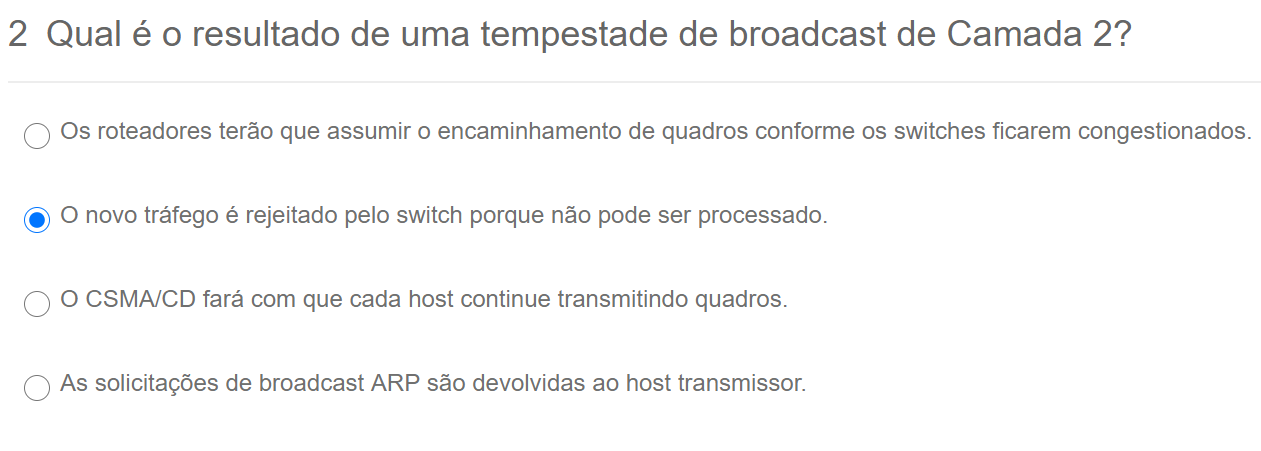 2 Qual é o resultado de uma tempestade de broadcast de Camada 2?
Os roteadores terão que assumir o encaminhamento de quadros conforme os switches ficarem congestionados.
O novo tráfego é rejeitado pelo switch porque não pode ser processado.
O CSMA/CD fará com que cada host continue transmitindo quadros.
As solicitações de broadcast ARP são devolvidas ao host transmissor.